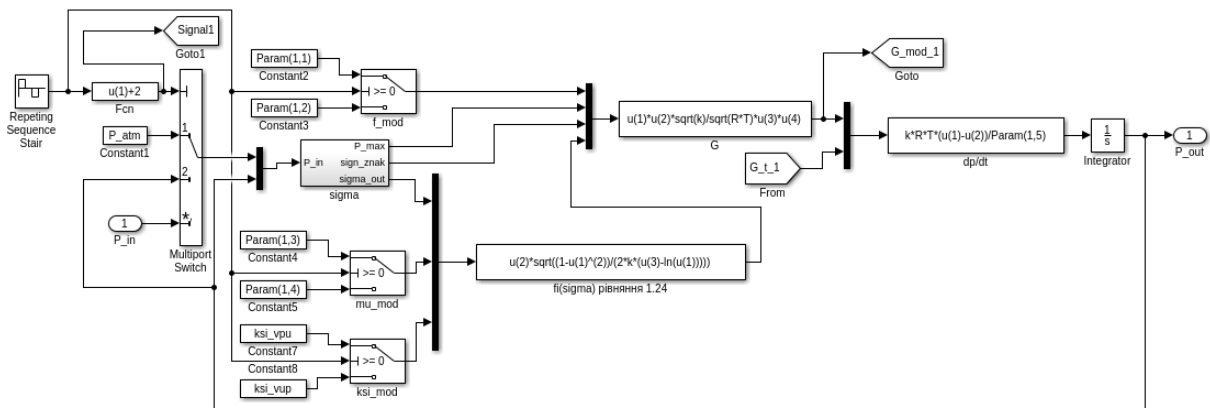 Signal1
Goto1
Repeting
Sequence
Stair
u(1)+2
Fcn
P_atm
Constant1
1
2
*
1
P_in
Multiport
Switch
Param(1,1)
Constant2
Param(1,2)
Constant3
>= 0
f_mod
P_in
P_max
sign_znak
sigma_out
sigma
Param(1,3)
Constant4
Param(1,4)
Constant5
>= 0
mu_mod
ksi_vpu
Constant7
Constant8
ksi_vup
>= 0
ksi_mod
u(2)*sqrt((1-u(1)^(2))/(2*k*(u(3)-ln(u(1)))))
fi(sigma) рівняння 1.24
u(1)*u(2)*sqrt(k)/sqrt(R*T)*u(3)*u(4)
G
G_mod_1
Goto
G_t_1
From
k*R*T*(u(1)-u(2))/Param(1,5)
dp/dt
1
s
Integrator
1
P_out